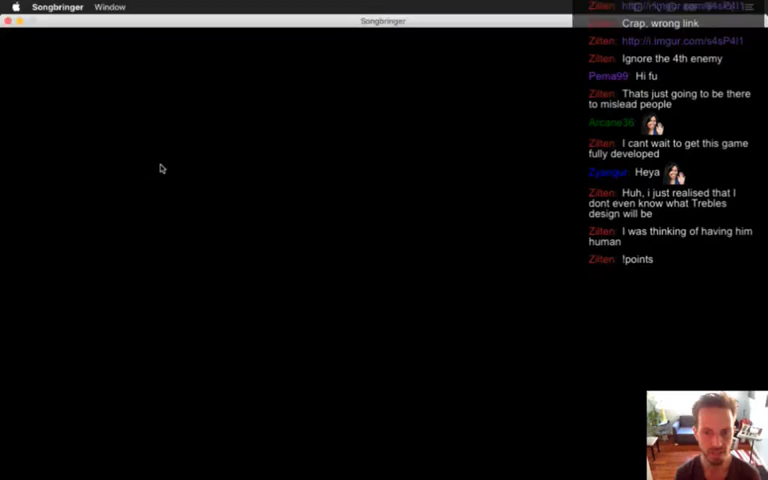 Songbringer Window
Songbringer
Crap, wrong link
Zilten: http://i.imgur.com/s4sP4l1
Zilten: Ignore the 4th enemy
Pema99: Hi fu
Zilten: Thats just going to be there
to mislead people
Arcane36:
Zilten: I cant wait to get this game
fully developed
Heya
Zilten: Huh, i just realised that I
dont even know what Trebles
design will be
Zilten: I was thinking of having him
human
Zilten: !points